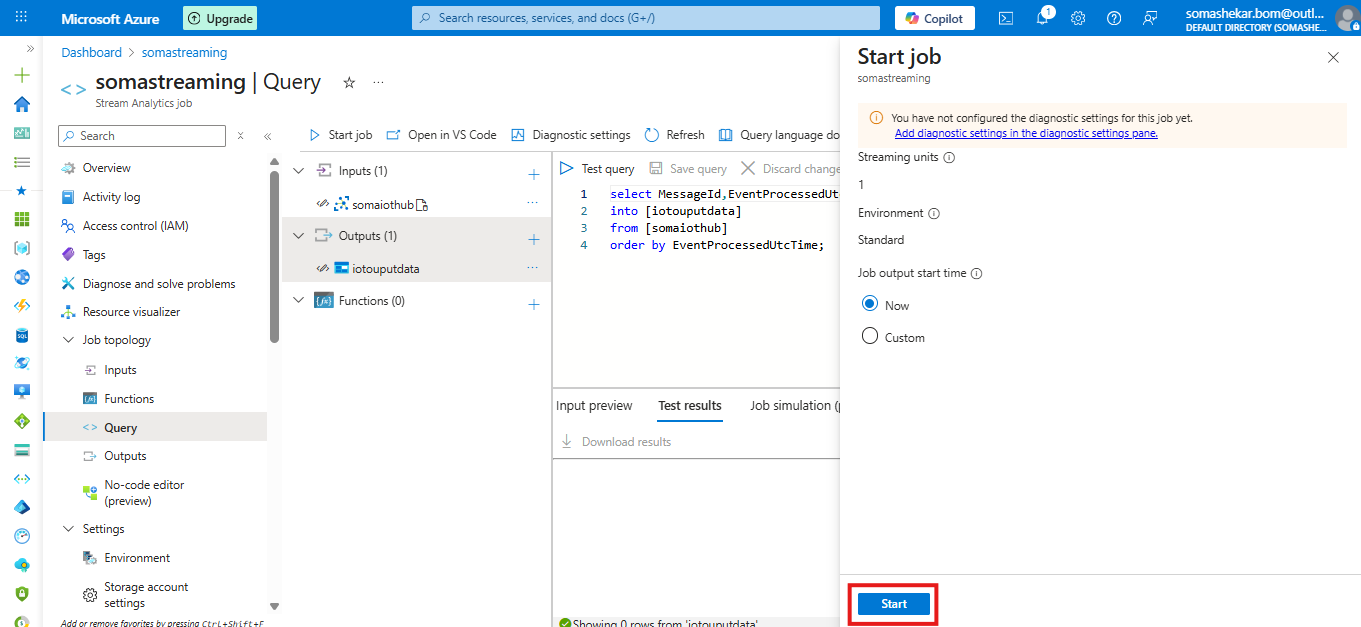 Microsoft Azure
Upgrade
Search resources, services, and docs (G+/)
Copilot
1
somashekar.bom@outl...
DEFAULT DIRECTORY (SOMASHE...
Dashboard > somastreaming
somastreaming | Query
Stream Analytics job
Search
Overview
Activity log
Access control (IAM)
Tags
Diagnose and solve problems
Resource visualizer
Job topology
Inputs
Functions
Query
Outputs
No-code editor
(preview)
Settings
Environment
Storage account
settings
Add or remove favorites by pressing Ctrl+Shift+F
Start job
Open in VS Code
Diagnostic settings
Refresh
Query language do
Inputs (1)
somaiothub
Outputs (1)
iotouputdata
Functions (0)
Test query
Save query
Discard change
1 select MessageId,EventProcessedUt
2 into [iotouputdata]
3 from [somaiothub]
4 order by EventProcessedUtcTime;
Input preview
Test results
Job simulation (p
Download results
Showing 0 rows from 'iotouputdata'
Start job
somastreaming
You have not configured the diagnostic settings for this job yet.
Add diagnostic settings in the diagnostic settings pane.
Streaming units
1
Environment
Standard
Job output start time
Now
Custom
Start